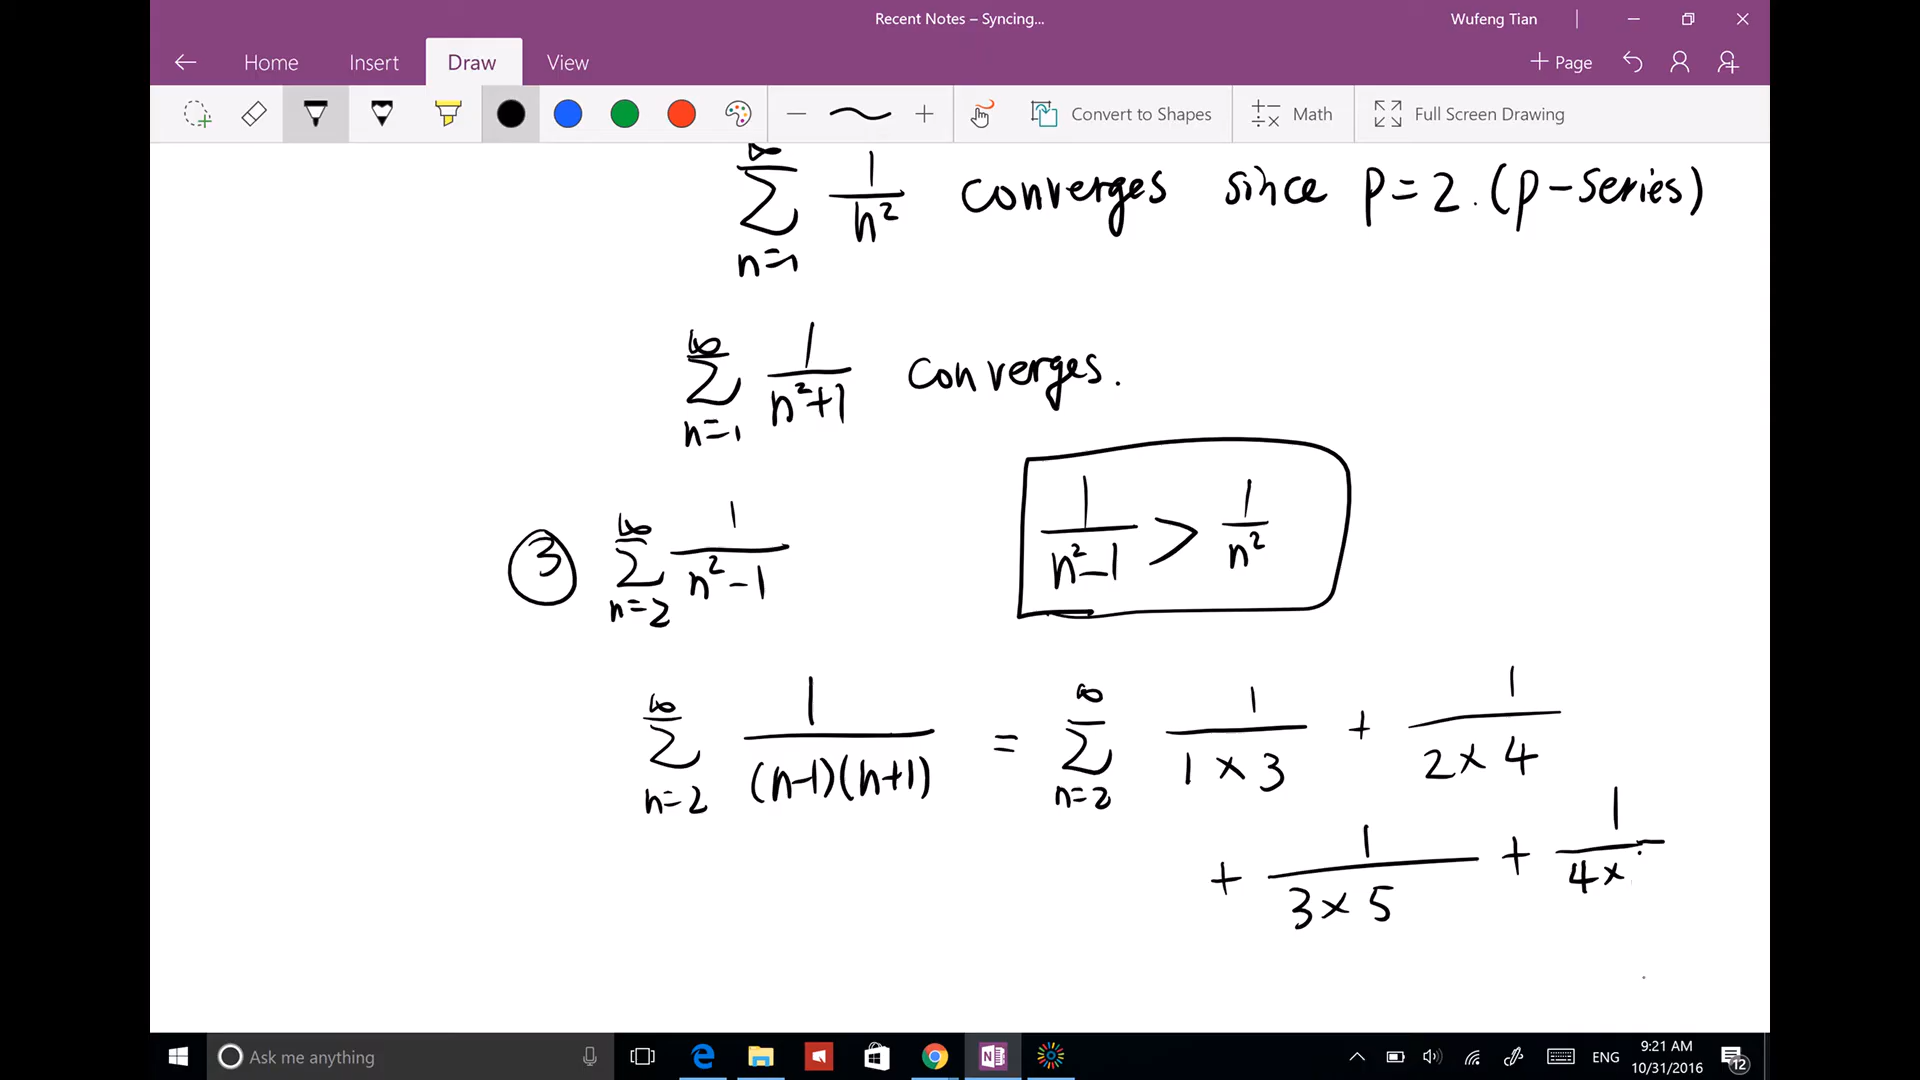 Recent Notes – Syncing...
Wufeng Tian
Home Insert Draw View
+ Page
Convert to Shapes
Math
Full Screen Drawing
∞ ∑ n=1 1/n² converges since p=2. (p-series)
∞ ∑ n=1 1/(n²+1) converges.
③ ∞ ∑ n=2 1/(n²-1) 1/(n²-1) > 1/n²
∞ ∑ n=2 1/((n-1)(n+1)) = ∞ ∑ n=2 1/(1×3) + 1/(2×4)
+ 1/(3×5) + 1/(4×
Ask me anything
ENG
9:21 AM
10/31/2016
12